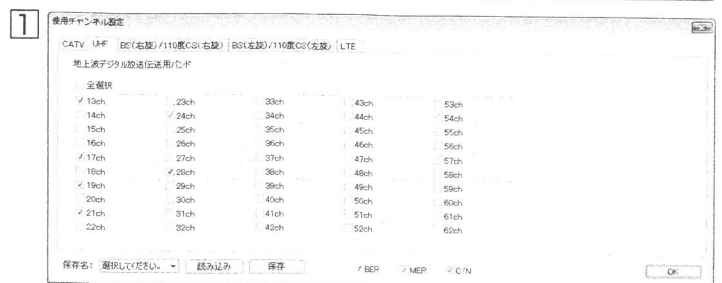 1
使用チャンネル設定
CATV UHF BS(右旋)/110度CS(右旋) BS(左旋)/110度CS(左旋) LTE
地上波デジタル放送伝送用バンド
全選択
13ch 23ch 33ch 43ch 53ch
14ch 24ch 34ch 44ch 54ch
15ch 25ch 35ch 45ch 55ch
16ch 26ch 36ch 46ch 56ch
17ch 27ch 37ch 47ch 57ch
18ch 28ch 38ch 48ch 58ch
19ch 29ch 39ch 49ch 59ch
20ch 30ch 40ch 50ch 60ch
21ch 31ch 41ch 51ch 61ch
22ch 32ch 42ch 52ch 62ch
保存名: 選択してください。 読み込み 保存 BER MER C/N OK